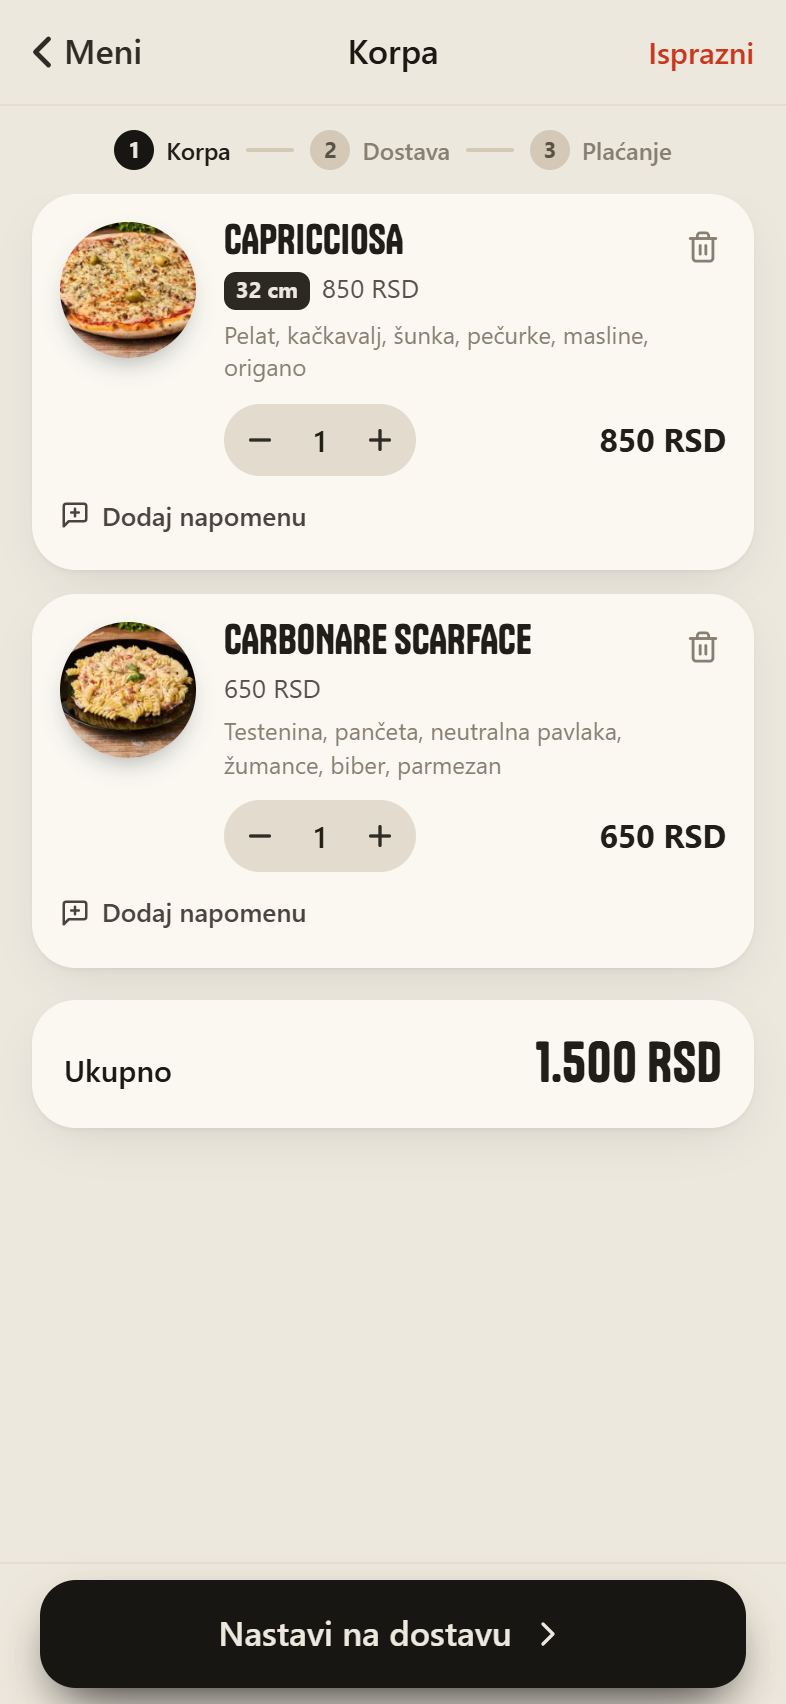 Meni
Korpa
Isprazni
1 Korpa
2 Dostava
3 Plaćanje
CAPRICCIOSA
32 cm 850 RSD
Pelat, kačkavalj, šunka, pečurke, masline,
origano
1
850 RSD
Dodaj napomenu
CARBONARE SCARFACE
650 RSD
Testenina, pančeta, neutralna pavlaka,
žumance, biber, parmezan
1
650 RSD
Dodaj napomenu
Ukupno
1.500 RSD
Nastavi na dostavu